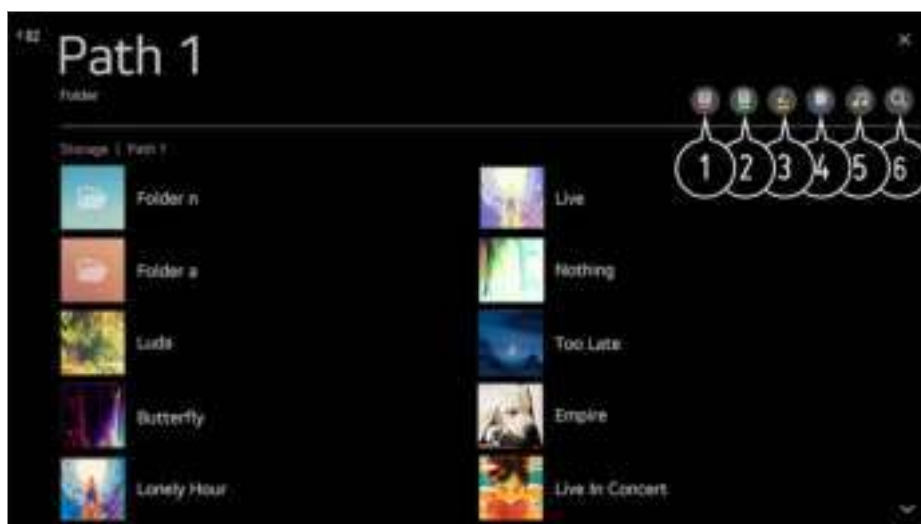 Path 1
Folder
Storage | Path 1
1 2 3 4 5 6
Folder n
Live
Folder a
Nothing
Luda
Too Late
Butterfly
Empire
Lonely Hour
Live In Concert